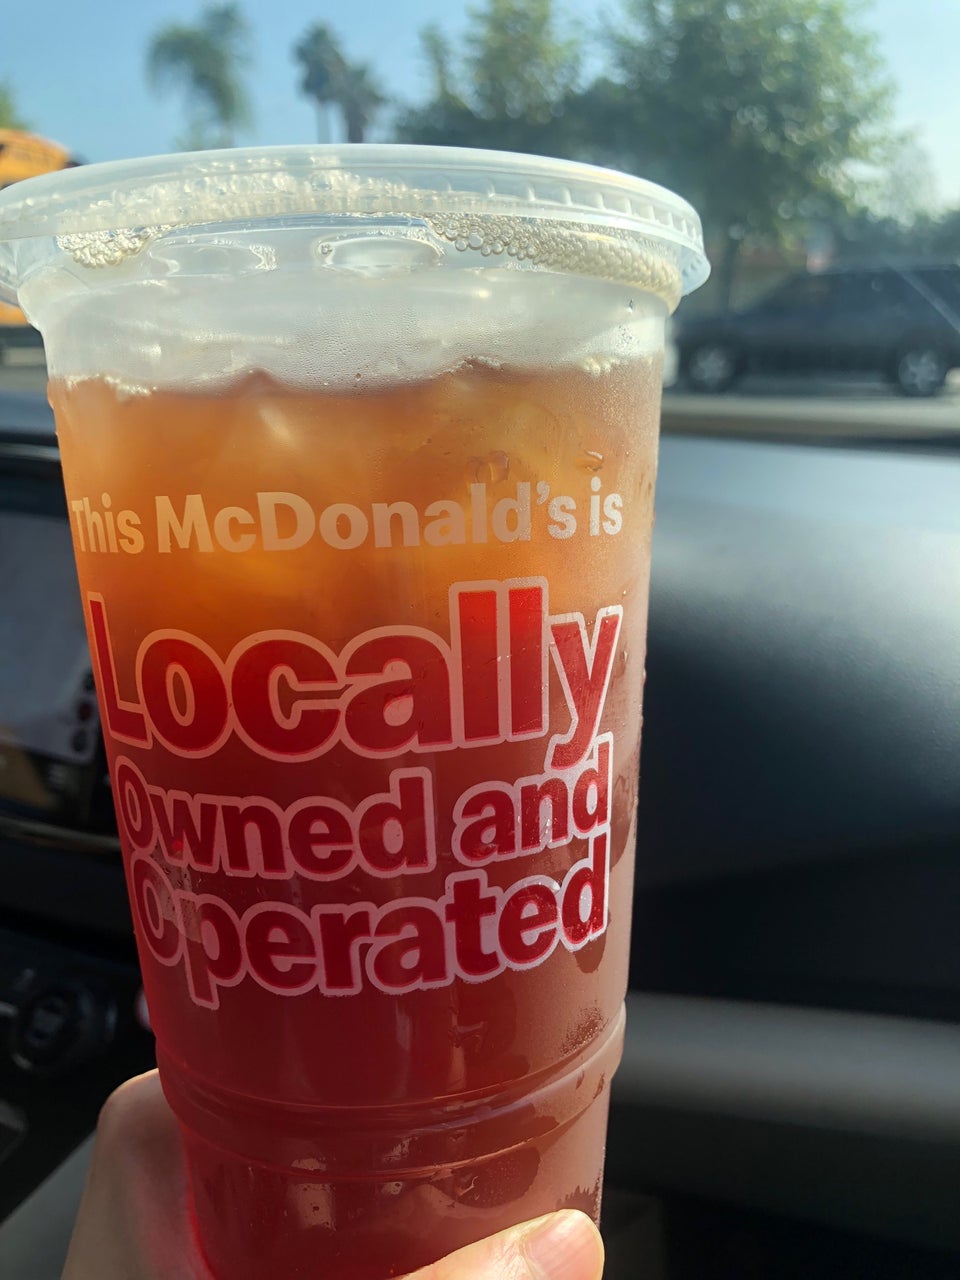 This McDonald's is
Locally
Owned and
Operated